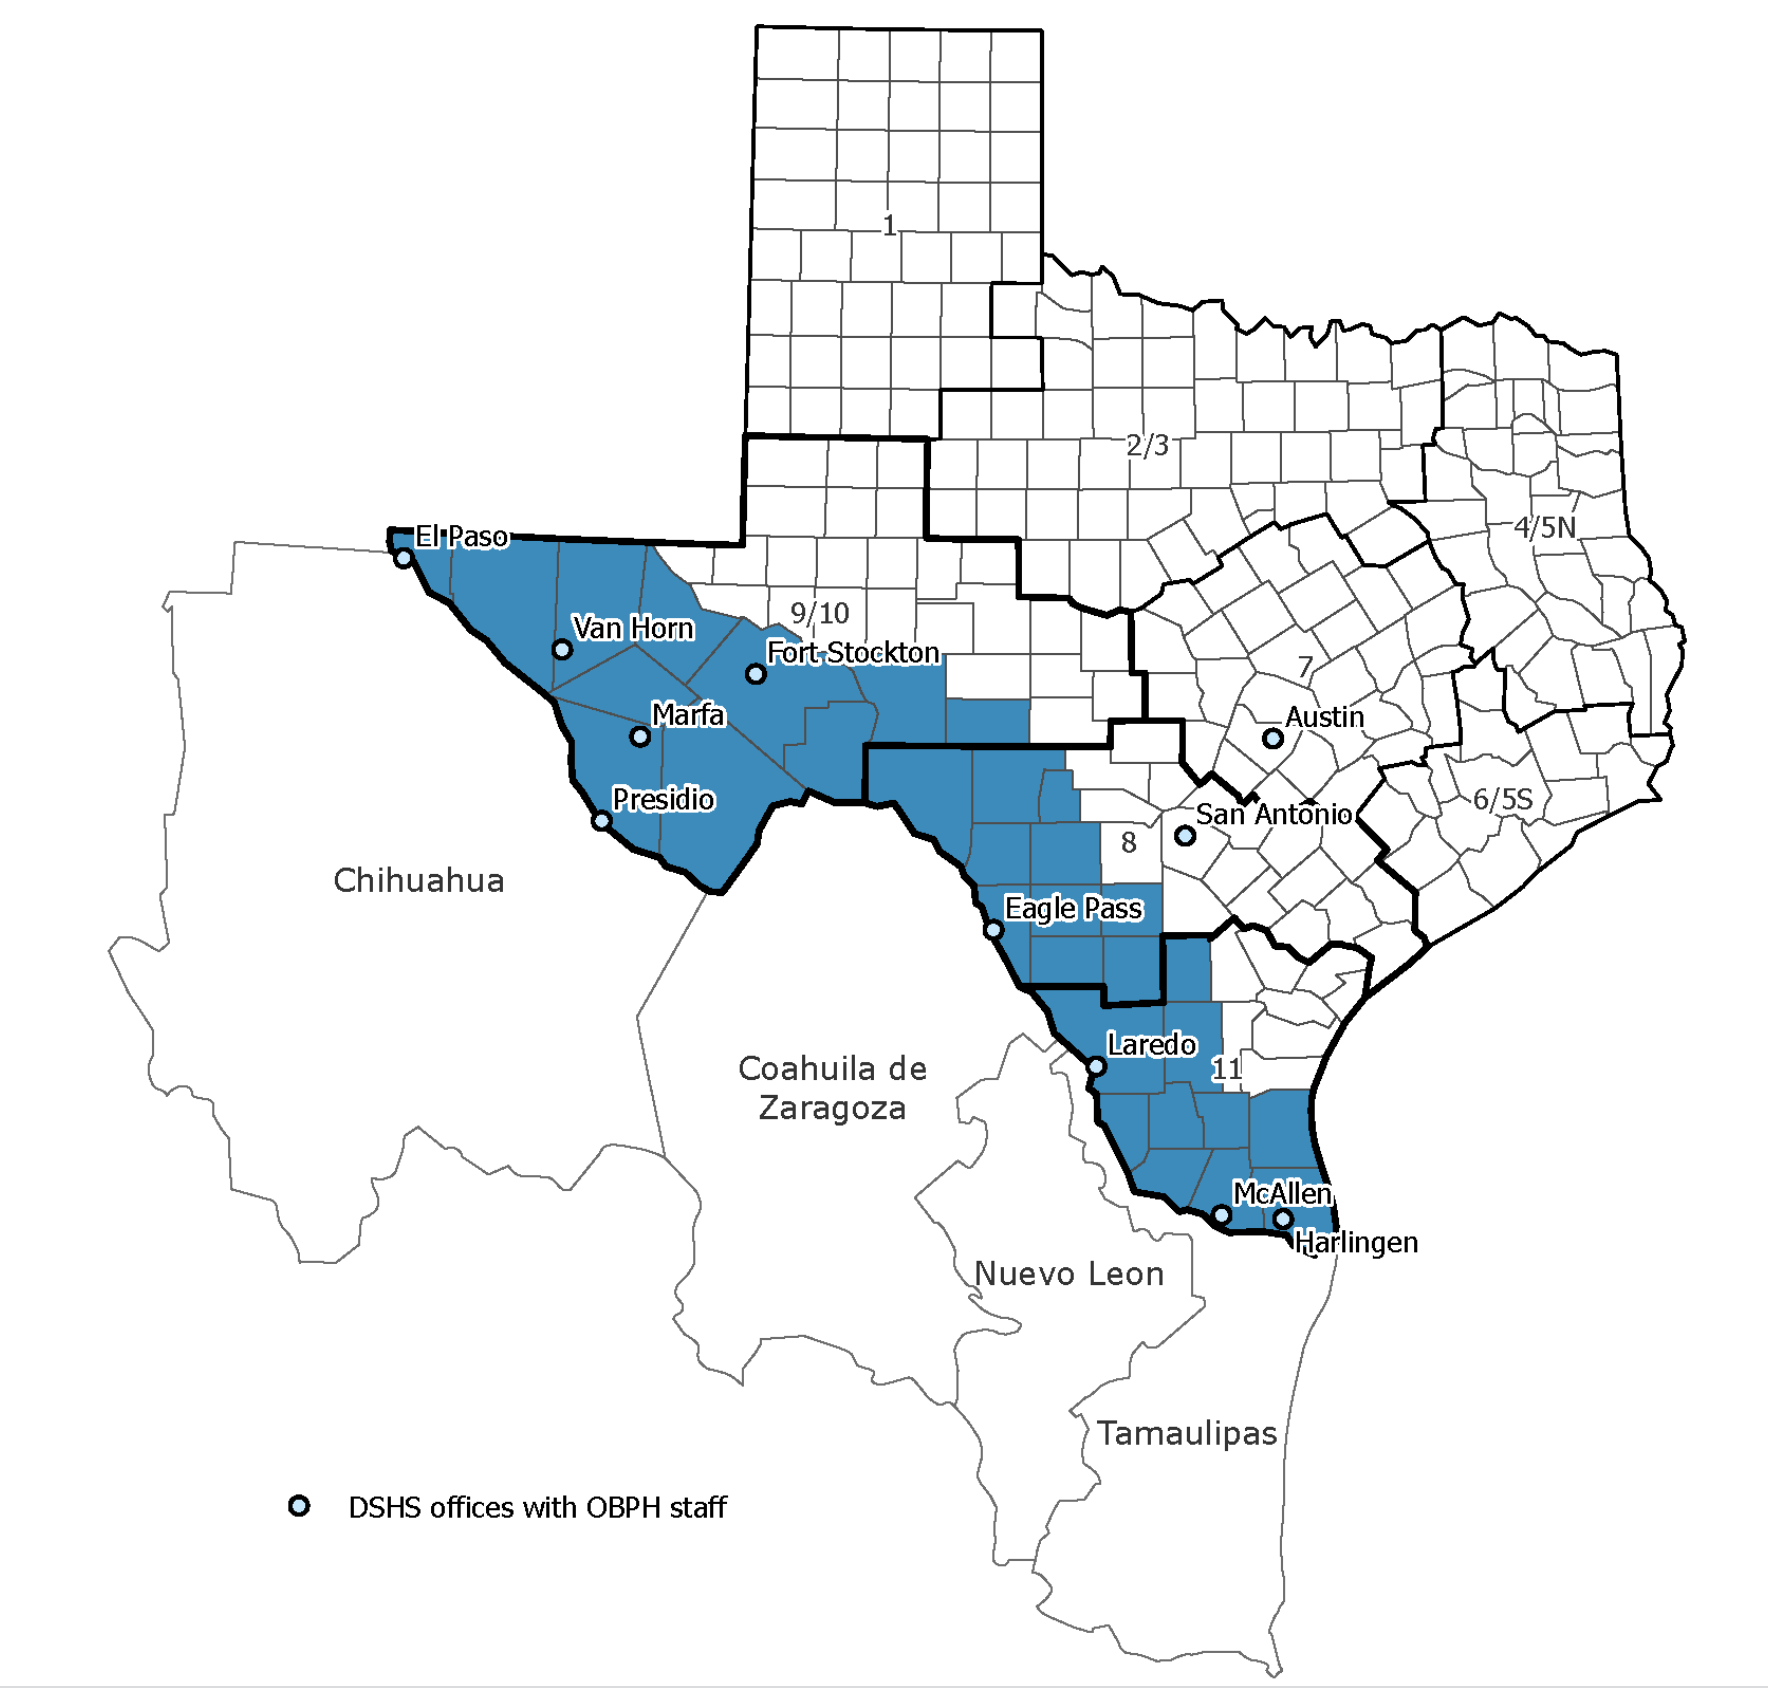 1
2/3
4/5N
El Paso
9/10
Van Horn
Fort Stockton
7
Marfa
Austin
Presidio
6/5S
San Antonio
8
Chihuahua
Eagle Pass
Laredo
11
Coahuila de
Zaragoza
McAllen
Harlingen
Nuevo Leon
Tamaulipas
DSHS offices with OBPH staff